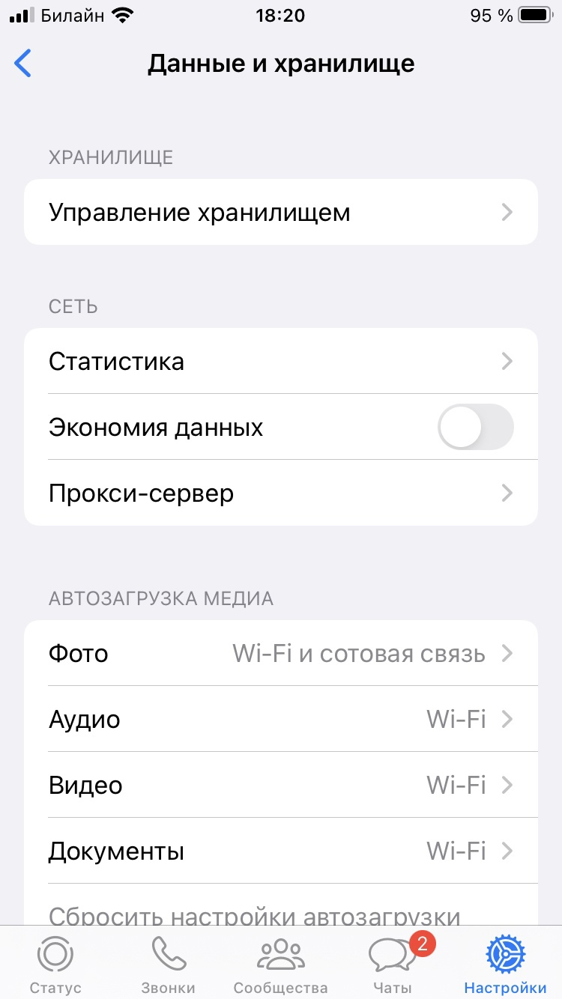 Билайн 18:20 95 %
Данные и хранилище
ХРАНИЛИЩЕ
Управление хранилищем
СЕТЬ
Статистика
Экономия данных
Прокси-сервер
АВТОЗАГРУЗКА МЕДИА
Фото Wi-Fi и сотовая связь
Аудио Wi-Fi
Видео Wi-Fi
Документы Wi-Fi
Сбросить настройки автозагрузки
2
Статус Звонки Сообщества Чаты Настройки